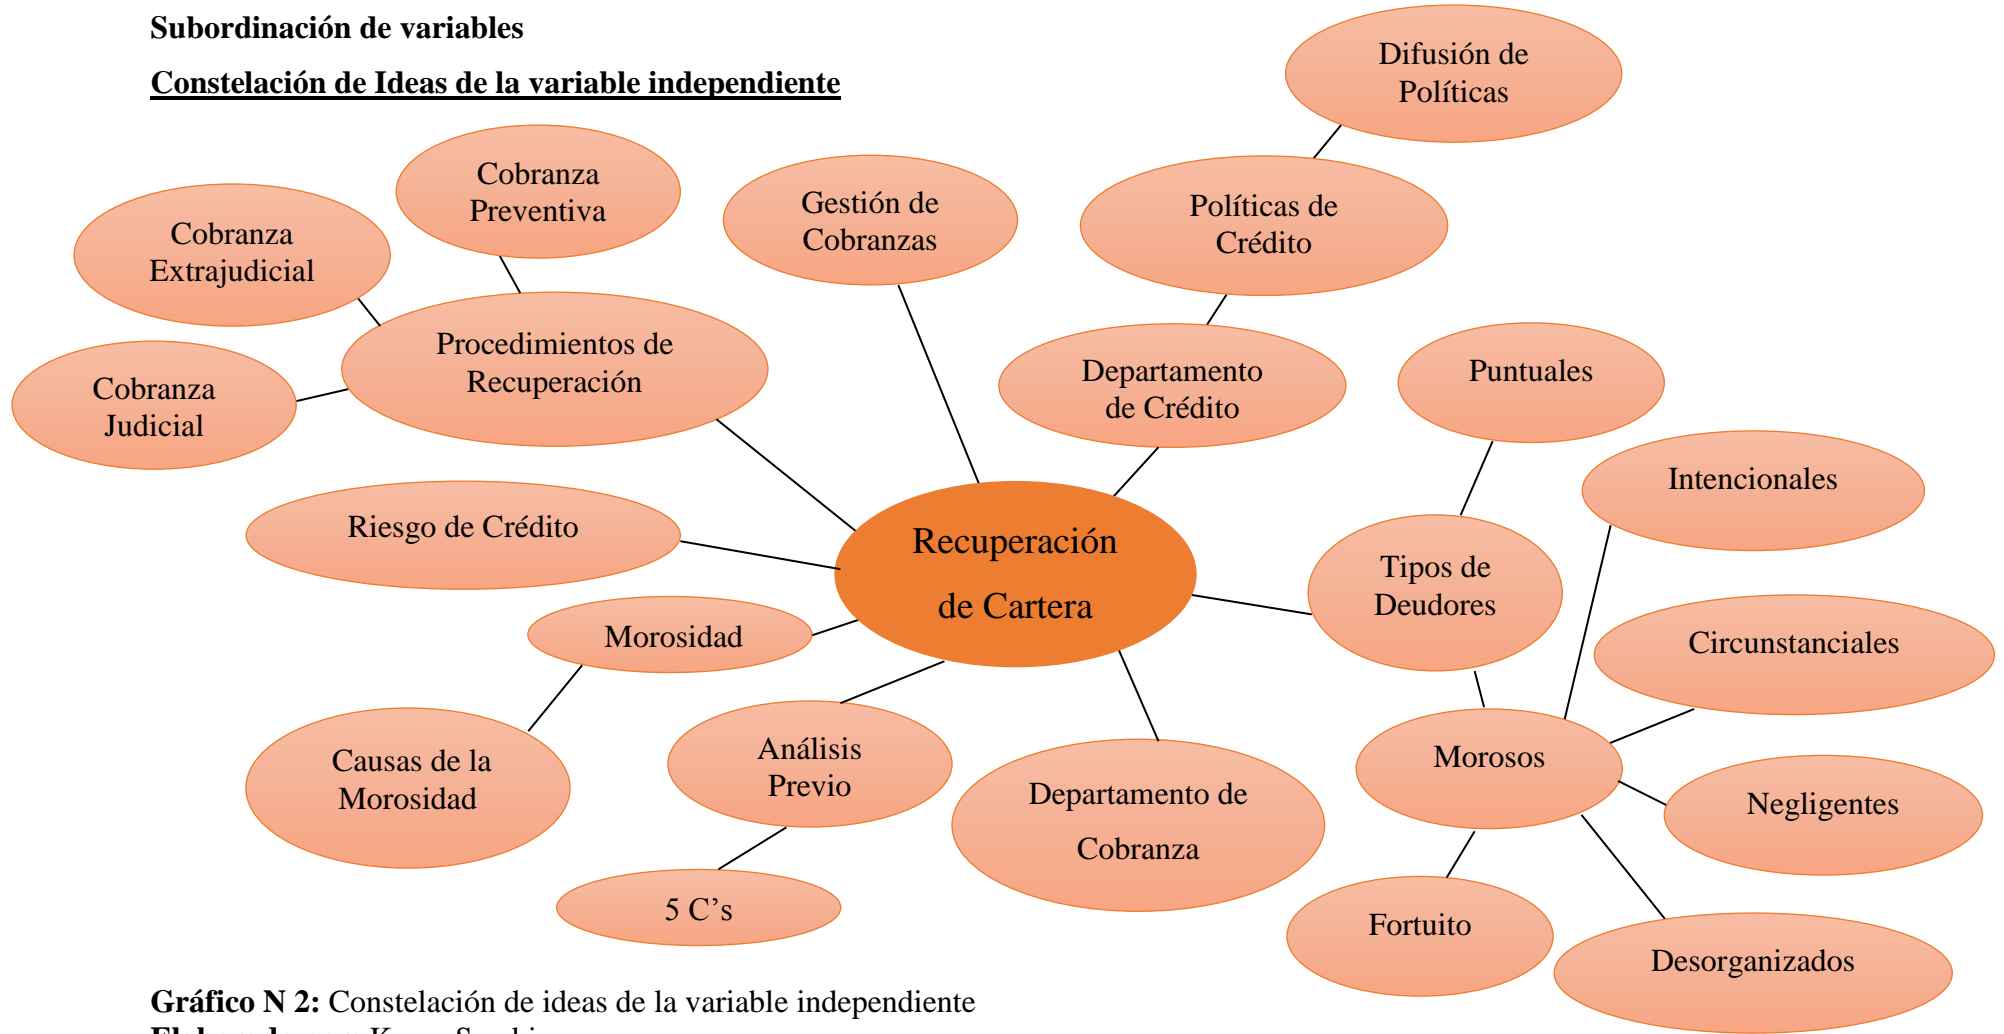 Subordinación de variables
Constelación de Ideas de la variable independiente
Difusión de
Políticas
Cobranza
Preventiva
Gestión de
Cobranzas
Políticas de
Crédito
Cobranza
Extrajudicial
Procedimientos de
Recuperación
Departamento
de Crédito
Puntuales
Cobranza
Judicial
Intencionales
Riesgo de Crédito
Recuperación
de Cartera
Tipos de
Deudores
Morosidad
Circunstanciales
Causas de la
Morosidad
Análisis
Previo
Departamento de
Cobranza
Morosos
Negligentes
5 C’s
Fortuito
Desorganizados
Gráfico N 2: Constelación de ideas de la variable independiente